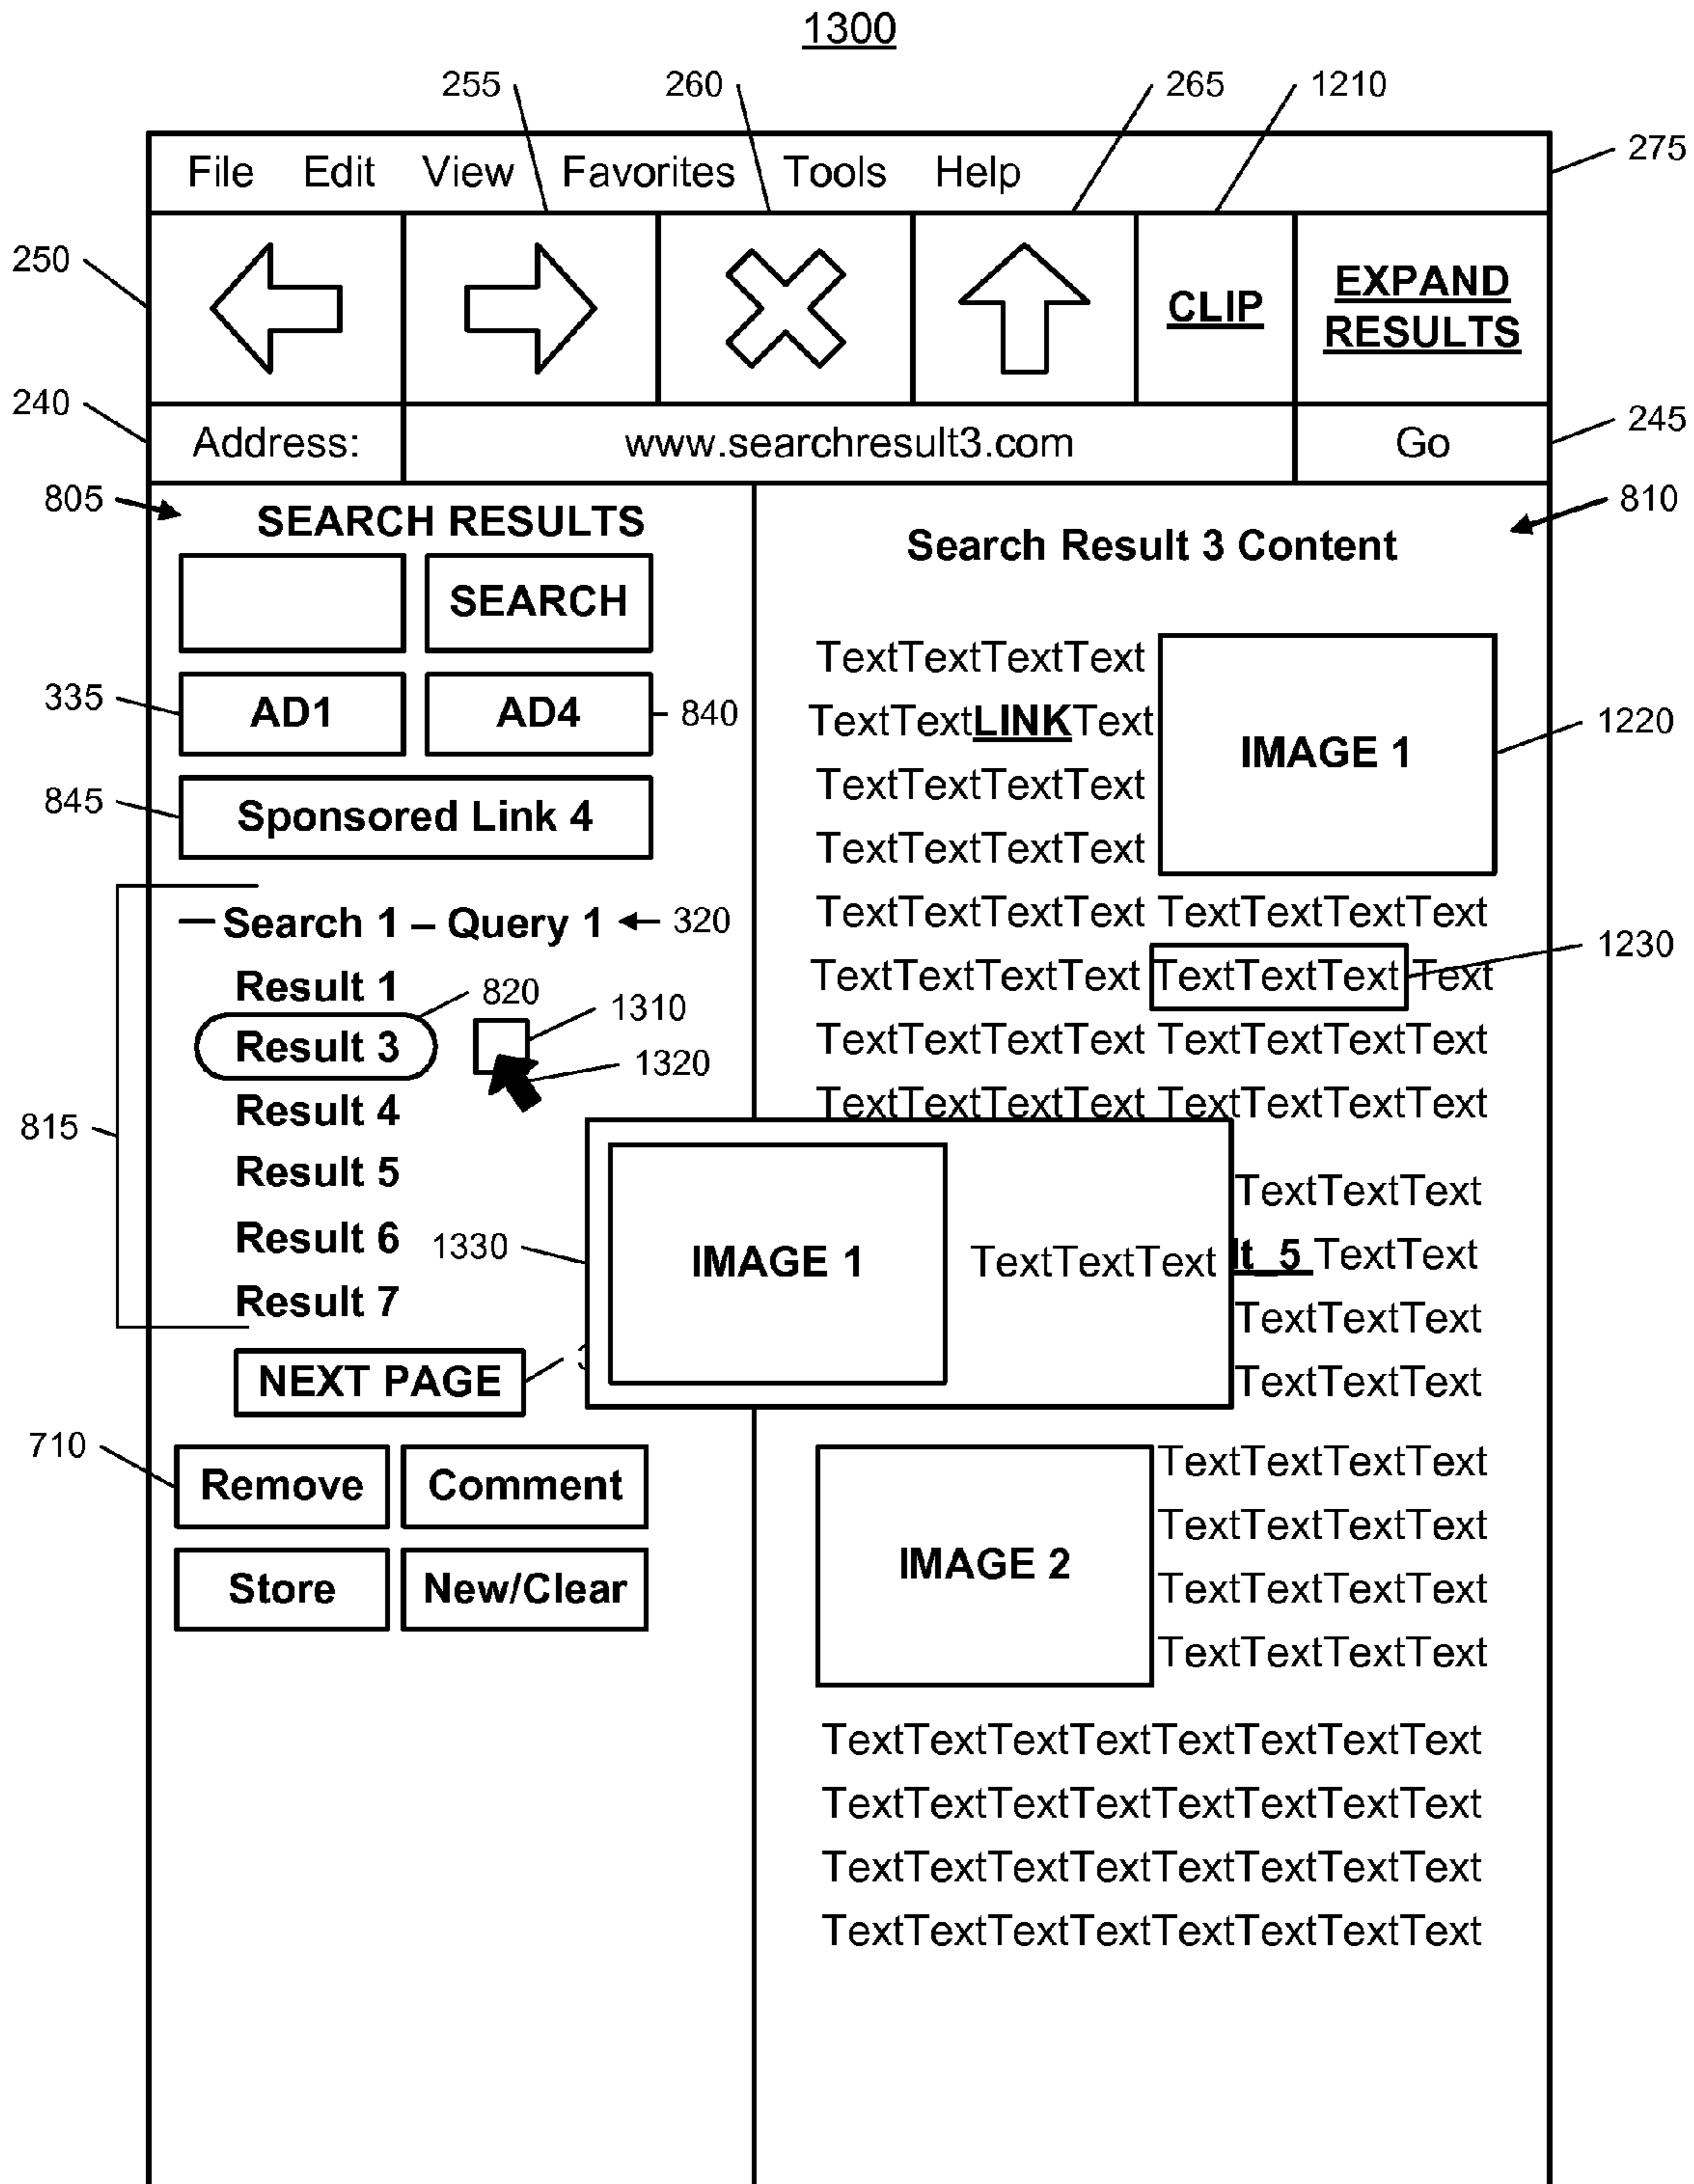 1300
255 260 265 1210
File Edit View Favorites Tools Help 275
250 CLIP EXPAND RESULTS
240 Address: www.searchresult3.com Go 245
805 SEARCH RESULTS
SEARCH
335 AD1 AD4 840
845 Sponsored Link 4
– Search 1 – Query 1 320
Result 1
820
Result 3
1310
1320
815
Result 4
Result 5
Result 6
Result 7
NEXT PAGE
710 Remove Comment
Store New/Clear
810
Search Result 3 Content
TextTextTextText
TextTextLINKText
TextTextTextText
TextTextTextText
IMAGE 1 1220
TextTextTextText TextTextTextText
TextTextTextText TextTextText Text 1230
TextTextTextText TextTextTextText
TextTextTextText TextTextTextText
1330 IMAGE 1 TextTextText
TextTextText
lt_5 TextText
TextTextText
TextTextText
IMAGE 2
TextTextTextText
TextTextTextText
TextTextTextText
TextTextTextText
TextTextTextTextTextTextTextText
TextTextTextTextTextTextTextText
TextTextTextTextTextTextTextText
TextTextTextTextTextTextTextText